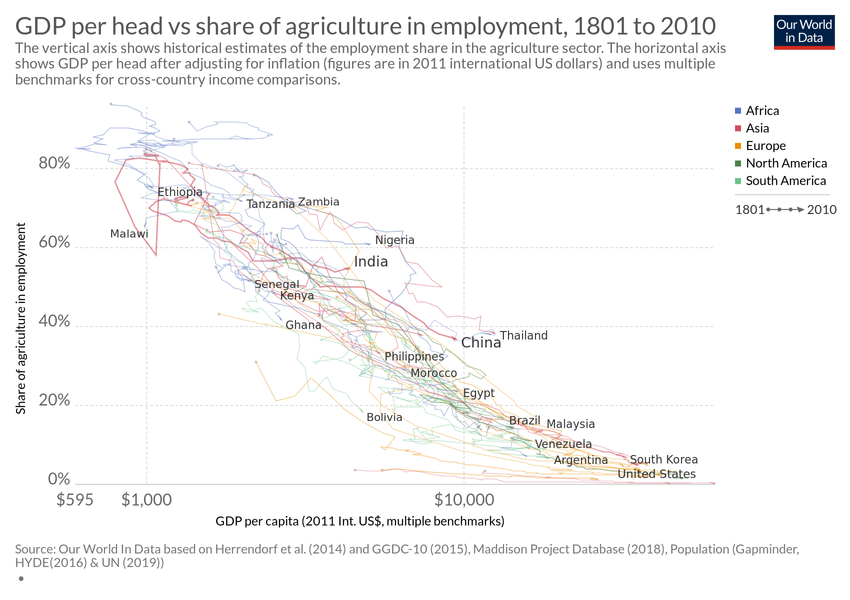 GDP per head vs share of agriculture in employment, 1801 to 2010
Our World
in Data
The vertical axis shows historical estimates of the employment share in the agriculture sector. The horizontal axis
shows GDP per head after adjusting for inflation (figures are in 2011 international US dollars) and uses multiple
benchmarks for cross-country income comparisons.
Africa
Asia
Europe
North America
South America
1801 2010
Share of agriculture in employment
80%
60%
40%
20%
0%
Ethiopia
Tanzania
Zambia
Malawi
Nigeria
India
Senegal
Kenya
Ghana
Thailand
China
Philippines
Morocco
Egypt
Bolivia
Brazil
Malaysia
Venezuela
Argentina
South Korea
United States
$595
$1,000
$10,000
GDP per capita (2011 Int. US$, multiple benchmarks)
Source: Our World In Data based on Herrendorf et al. (2014) and GGDC-10 (2015), Maddison Project Database (2018), Population (Gapminder,
HYDE(2016) & UN (2019))